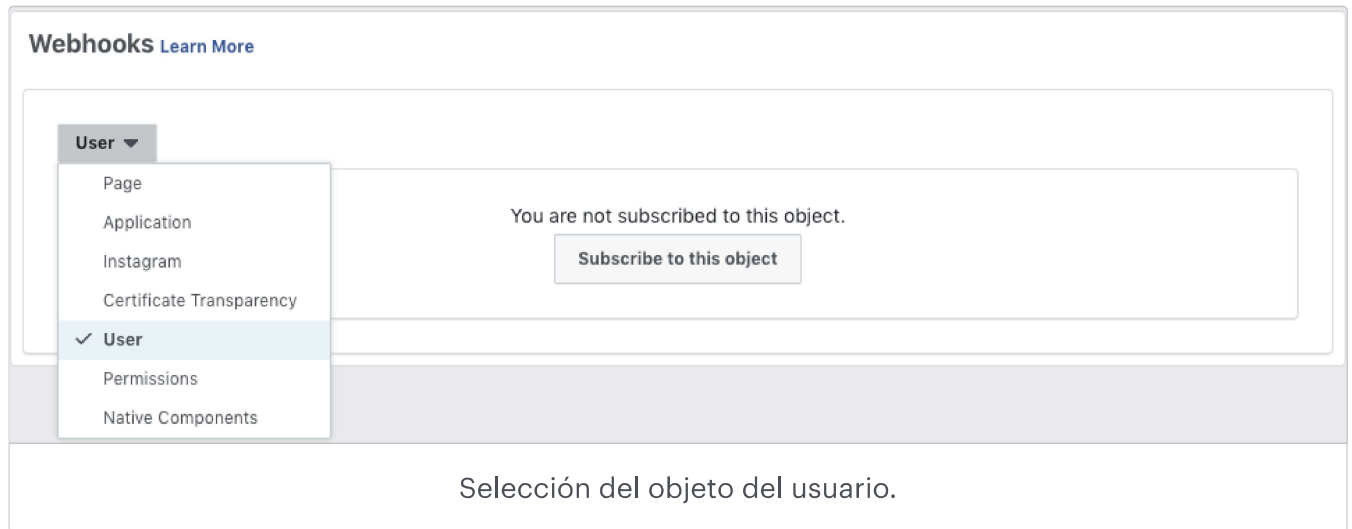 Webhooks Learn More
User
Page
Application
Instagram
Certificate Transparency
User
Permissions
Native Components
You are not subscribed to this object.
Subscribe to this object
Selección del objeto del usuario.